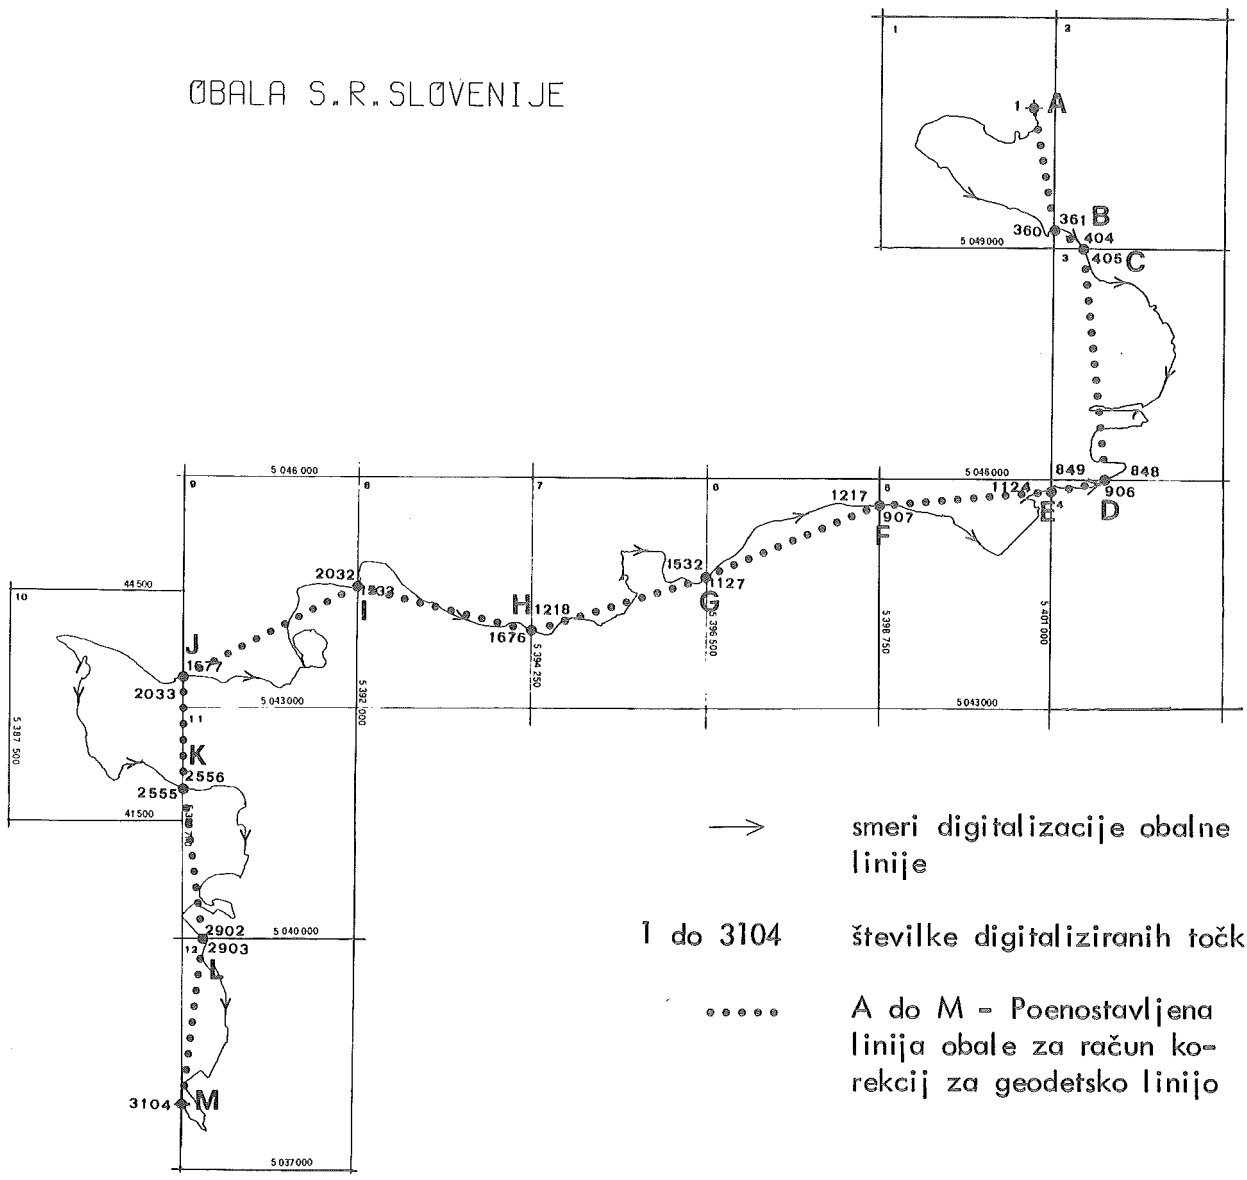 OBALA S.R.SLOVENIJE
1
2
1
A
361 B
360
404
5 049 000
3
405 C
5 046 000
5 046 000
849
848
9
8
7
6
1124
906
1217
5
4
907
E
D
F
2032
1532
44 500
1533
1127
10
H
1218
I
G
1676
J
1677
5 401 000
5 398 750
5 396 500
5 394 250
2033
5 392 000
5 043 000
5 043 000
5 387 500
11
K
2556
2555
41 500
smeri digitalizacije obalne
linije
2902
5 040 000
1 do 3104
številke digitaliziranih točk
12
2903
L
A do M - Poenostavljena
linija obale za račun ko-
rekcij za geodetsko linijo
3104
M
5 037 000